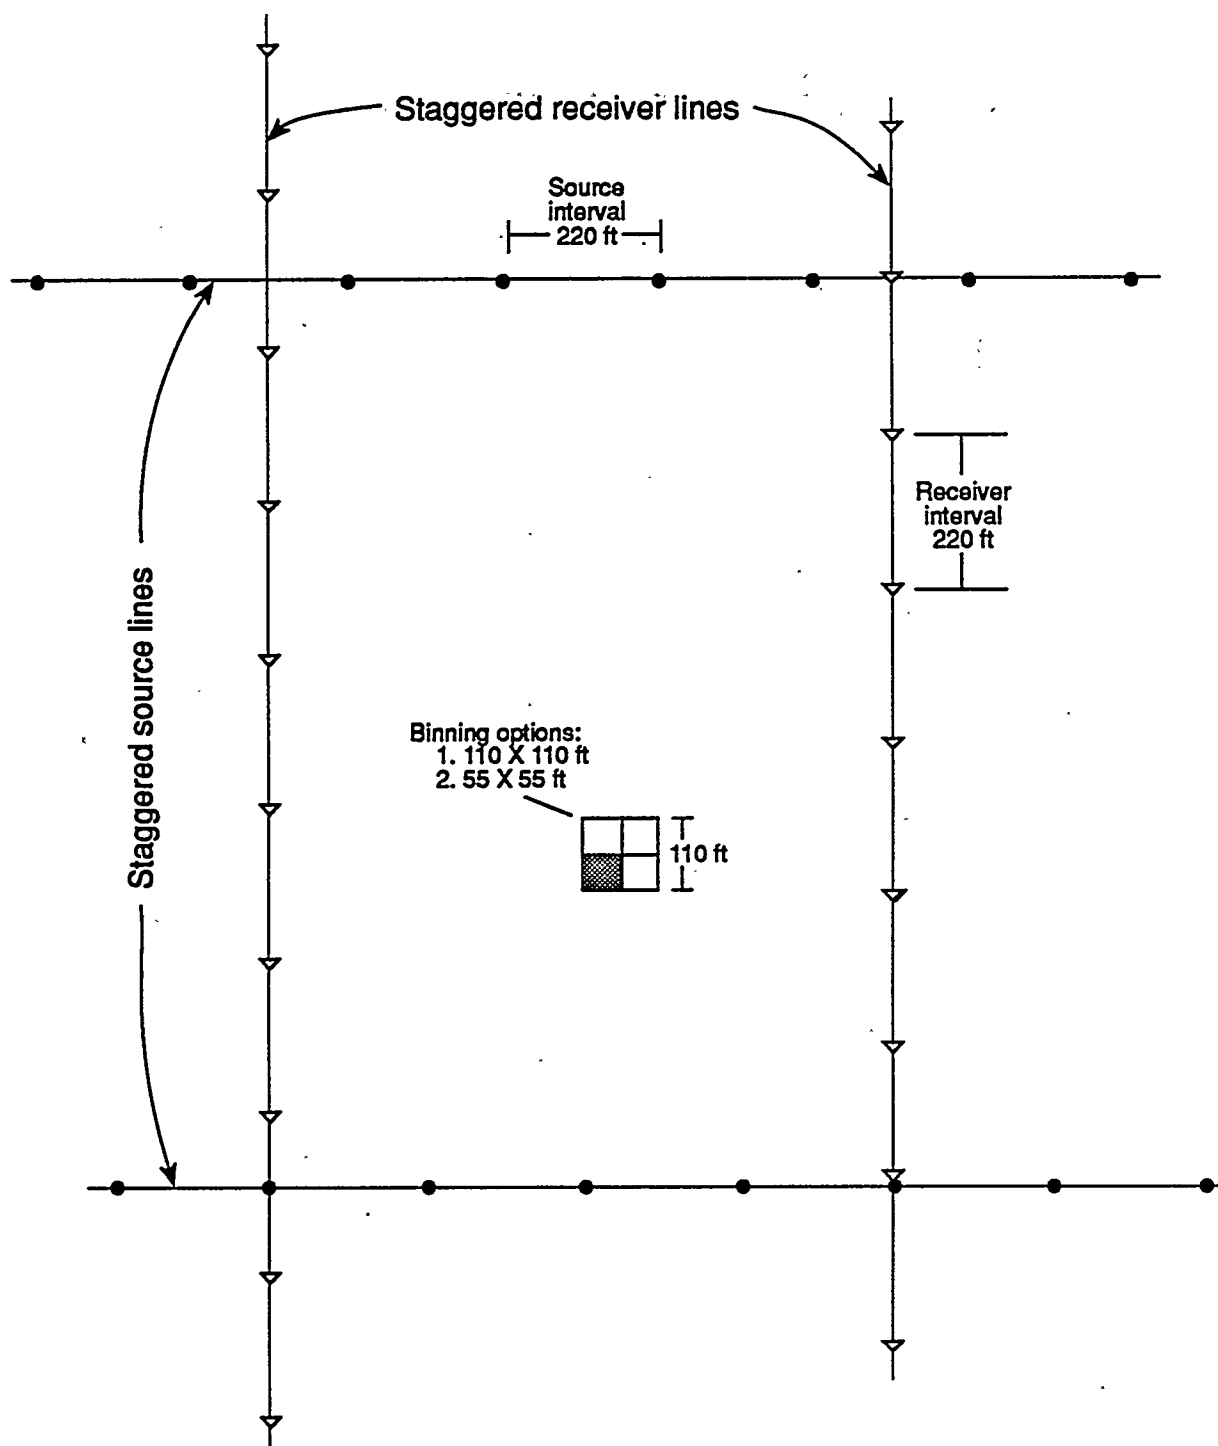 Staggered receiver lines
Source
interval
220 ft
Receiver
interval
220 ft
Staggered source lines
Binning options:
1. 110 X 110 ft
2. 55 X 55 ft
110 ft